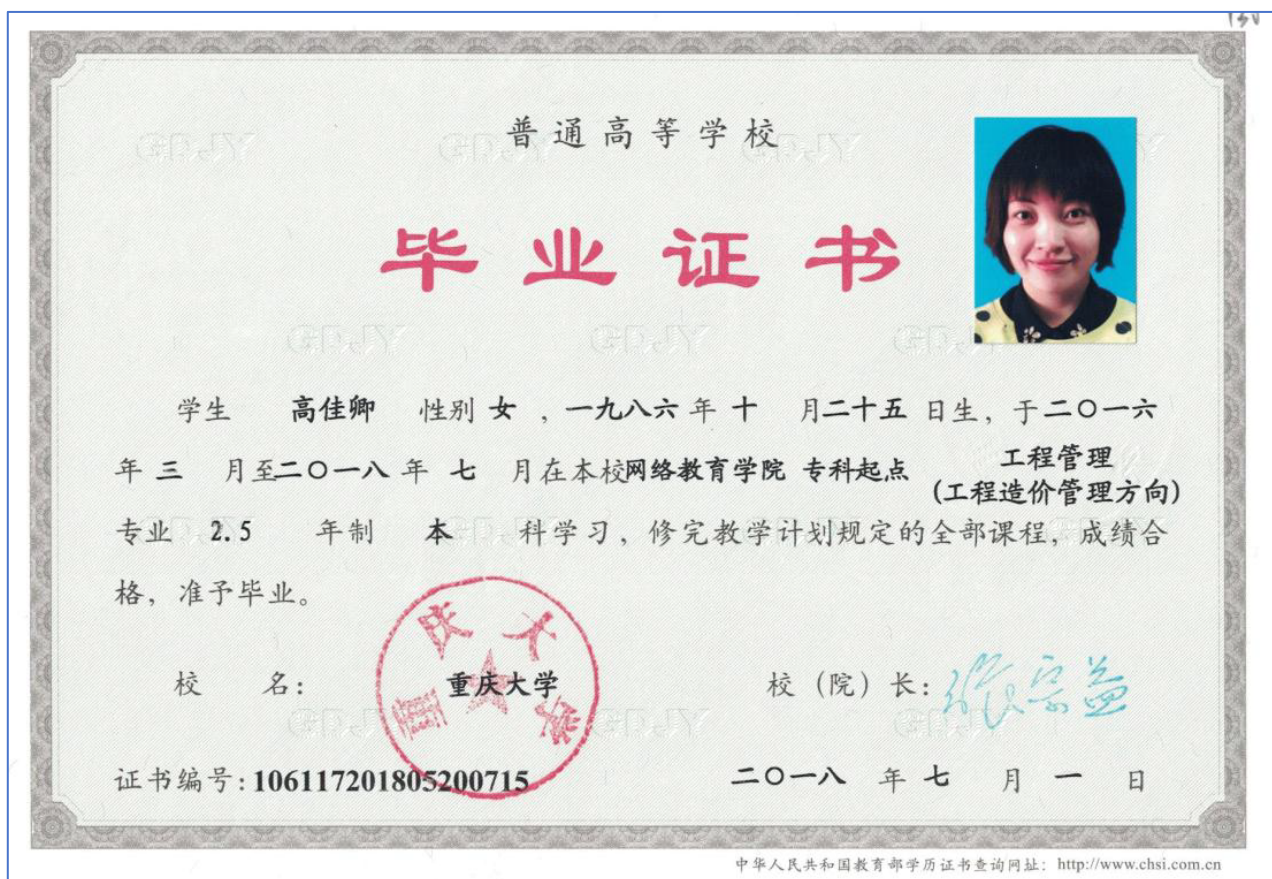 普通高等学校
毕业证书
学生 高佳卿 性别 女 ，一九八六 年 十 月二十五 日生，于二〇一六
年 三 月至二〇一八 年 七 月在本校网络教育学院 专科起点 工程管理
(工程造价管理方向)
专业 2.5 年制 本 科学习，修完教学计划规定的全部课程，成绩合
格，准予毕业。
重庆大学
校 名： 重庆大学 校（院）长：张宗益
证书编号：106117201805200715 二〇一八 年 七 月 一 日
中华人民共和国教育部学历证书查询网址：http://www.chsi.com.cn